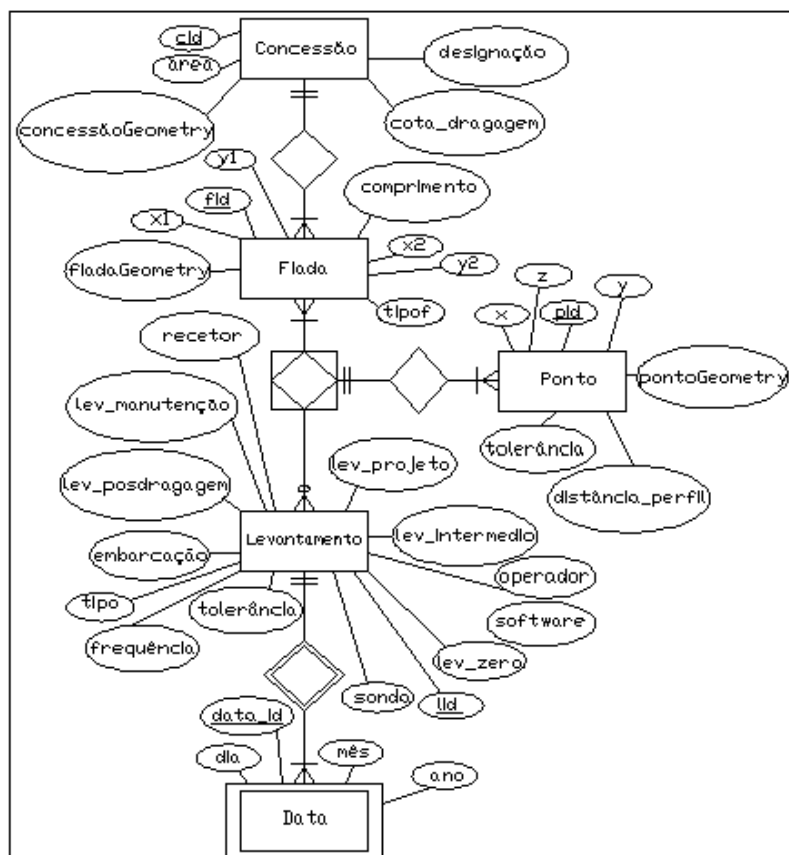 cId
Concessão
designação
área
concessãoGeometry
cota_dragagem
y1
comprimento
fId
x1
x2
fiadaGeometry
Fiada
y2
z
y
tipof
x
pId
recetor
Ponto
pontoGeometry
lev_manutenção
tolerância
lev_projeto
distância_perfil
lev_posdragagem
Levantamento
lev_intermedio
embarcação
operador
tipo
tolerância
software
frequência
lev_zero
sonda
lId
data_id
dia
mês
ano
Data